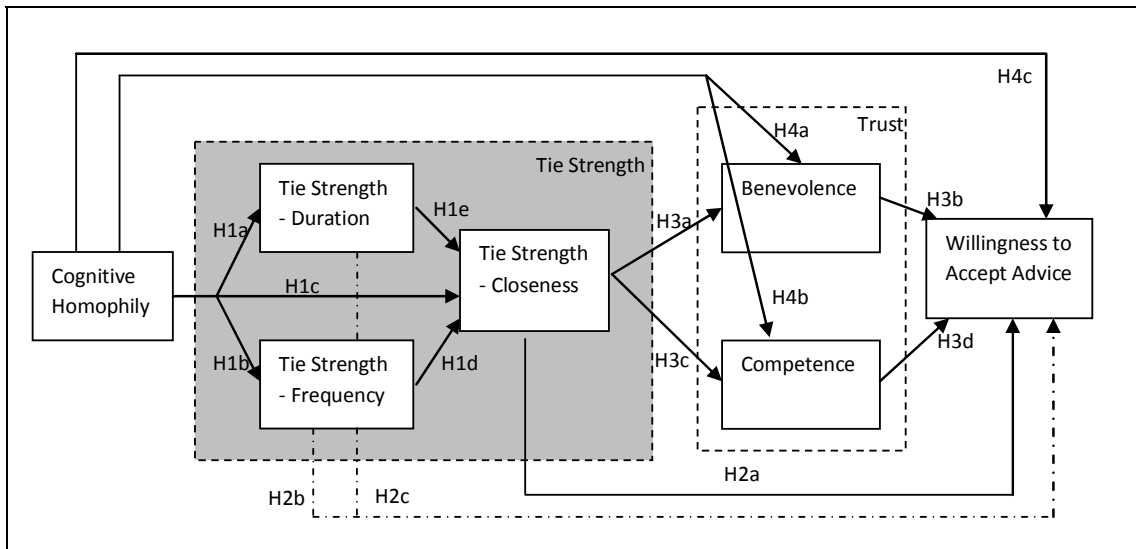 H4c
H4a
Trust
Tie Strength
Tie Strength
- Duration
Benevolence
H1e
H3b
H1a
H3a
Tie Strength
- Closeness
Willingness to
Accept Advice
Cognitive
Homophily
H1c
H4b
H1b
Tie Strength
- Frequency
H1d
H3c
Competence
H3d
H2a
H2b
H2c